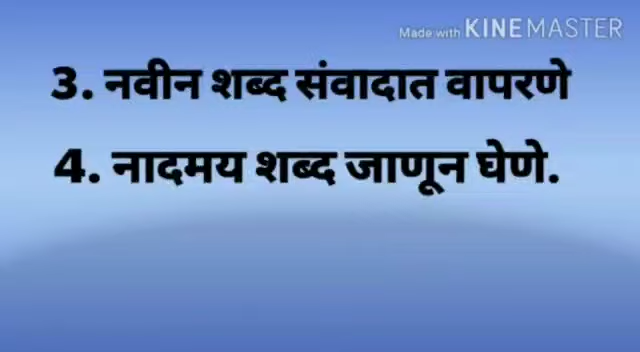 Made with KINEMASTER
3. नवीन शब्द संवादात वापरणे
4. नादमय शब्द जाणून घेणे.